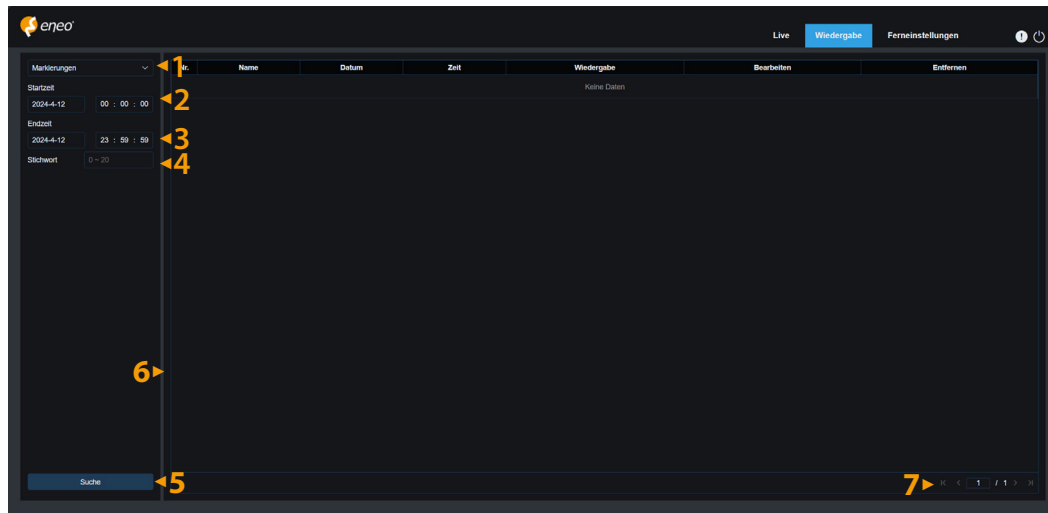 eneo
Live Wiedergabe Ferneinstellungen
Markierungen 1
Nr. Name Datum Zeit Wiedergabe Bearbeiten Entfernen
Startzeit
Keine Daten
2024-4-12 00 : 00 : 00 2
Endzeit
2024-4-12 23 : 59 : 59 3
Stichwort 0 ~ 20 4
6
Suche 5
7 1 / 1